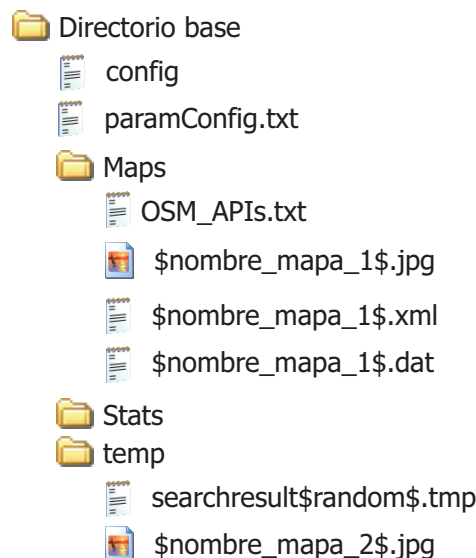 Directorio base
config
paramConfig.txt
Maps
OSM_APIs.txt
$nombre_mapa_1$.jpg
$nombre_mapa_1$.xml
$nombre_mapa_1$.dat
Stats
temp
searchresult$random$.tmp
$nombre_mapa_2$.jpg